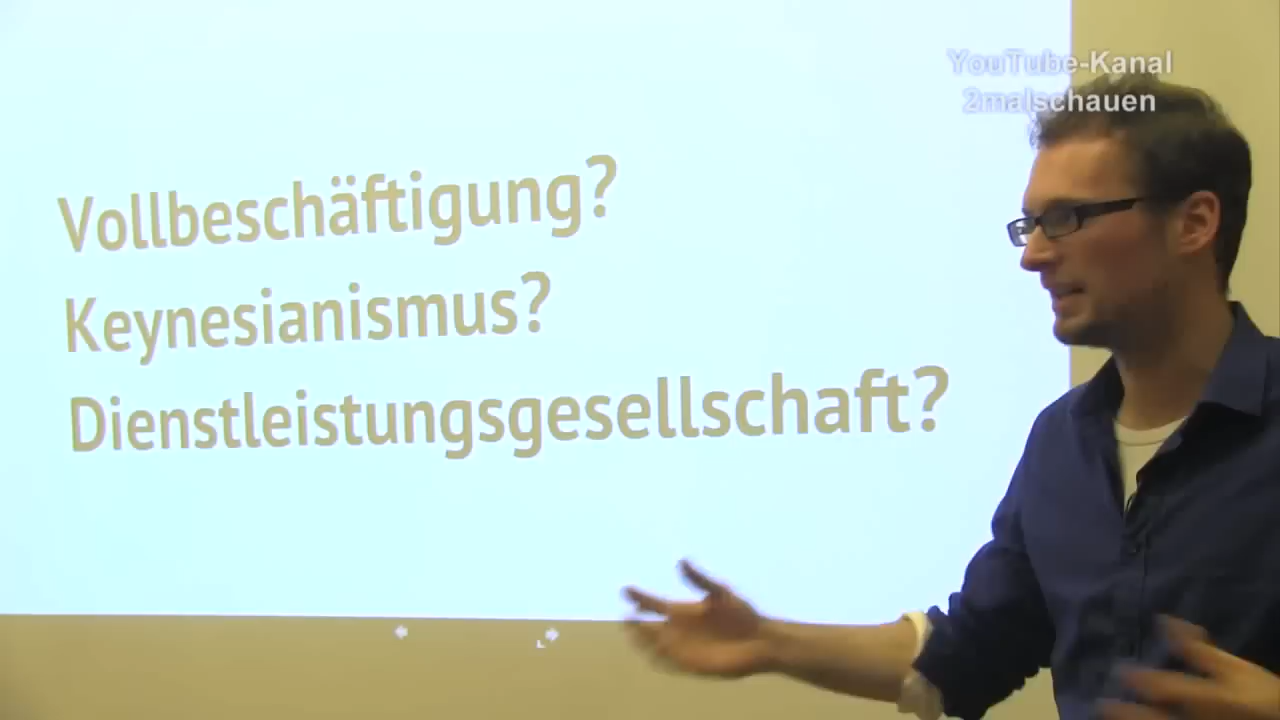 YouTube-Kanal
2malschauen
Vollbeschäftigung?
Keynesianismus?
Dienstleistungsgesellschaft?